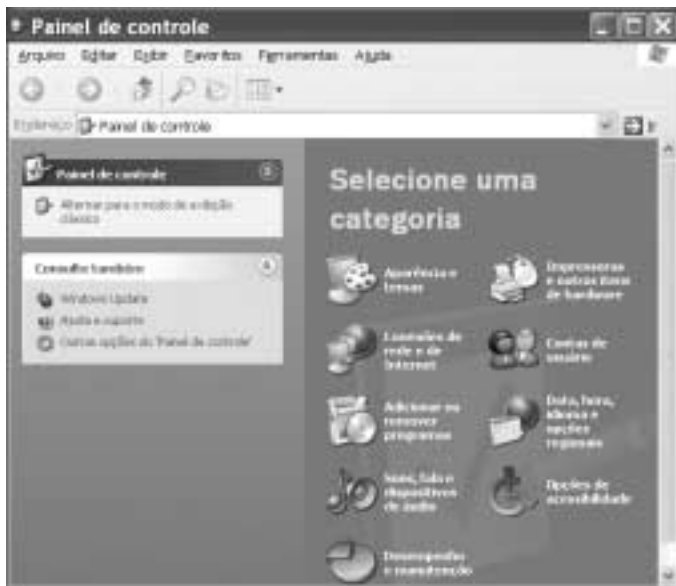 Painel de controle
Arquivo Editar Exibir Favoritos Ferramentas Ajuda
Endereço Painel de controle Ir
Painel de controle
Alternar para o modo de exibição
clássico
Consulte também
Windows Update
Ajuda e suporte
Outras opções do 'Painel de controle'
Selecione uma
categoria
Aparência e
temas
Impressoras
e outros itens
de hardware
Conexões de
rede e de
Internet
Contas de
usuário
Adicionar ou
remover
programas
Data, hora,
idioma e
opções
regionais
Sons, fala e
dispositivos
de áudio
Opções de
acessibilidade
Desempenho
e manutenção